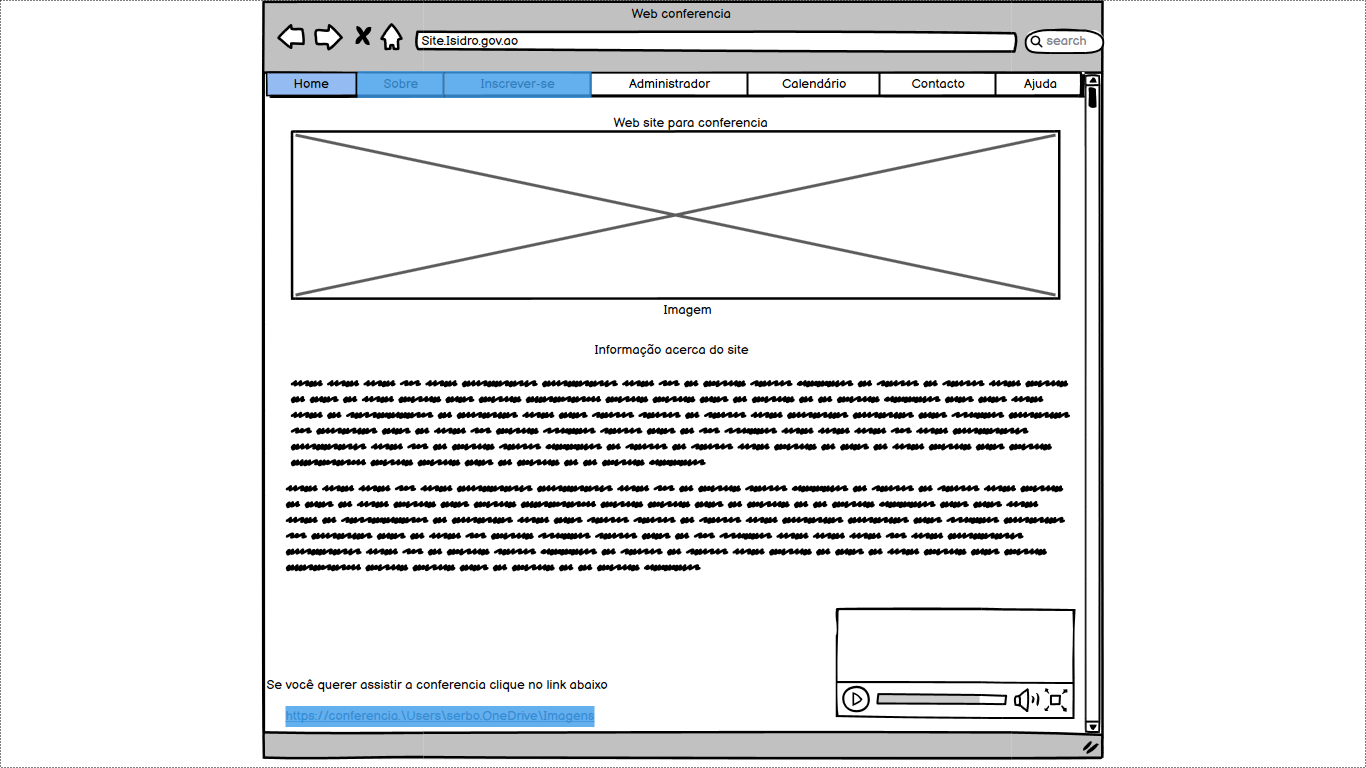 Web conferencia
Site.Isidro.gov.ao
search
Home Sobre Inscrever-se Administrador Calendário Contacto Ajuda
Web site para conferencia
Imagem
Informação acerca do site
Se você querer assistir a conferencia clique no link abaixo
https://conferencia.\Users\serbo.OneDrive\Imagens